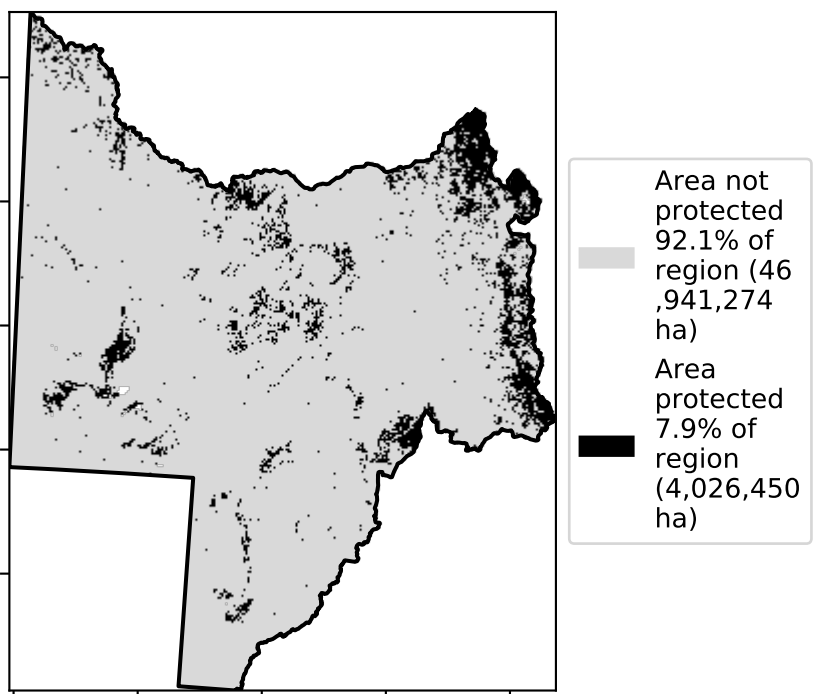 Area not
protected
92.1% of
region (46
,941,274
ha)
Area
protected
7.9% of
region
(4,026,450
ha)